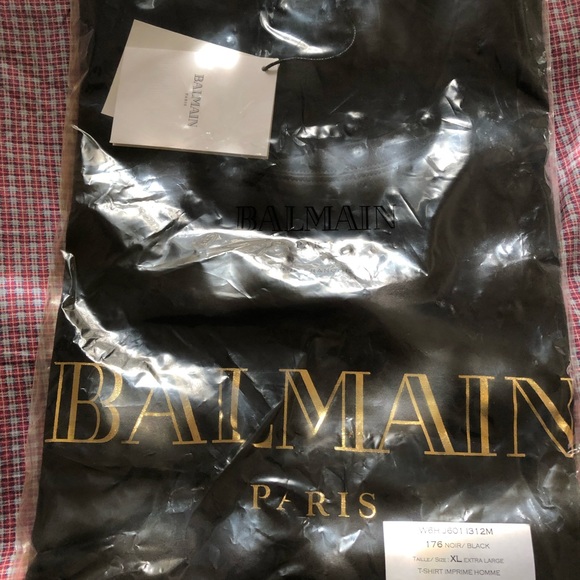 BALMAIN
PARIS
BALMAIN
BALMAIN
PARIS
176 NOIR/ BLACK
TAILLE/ SIZE: XL EXTRA LARGE
T-SHIRT IMPRIME HOMME